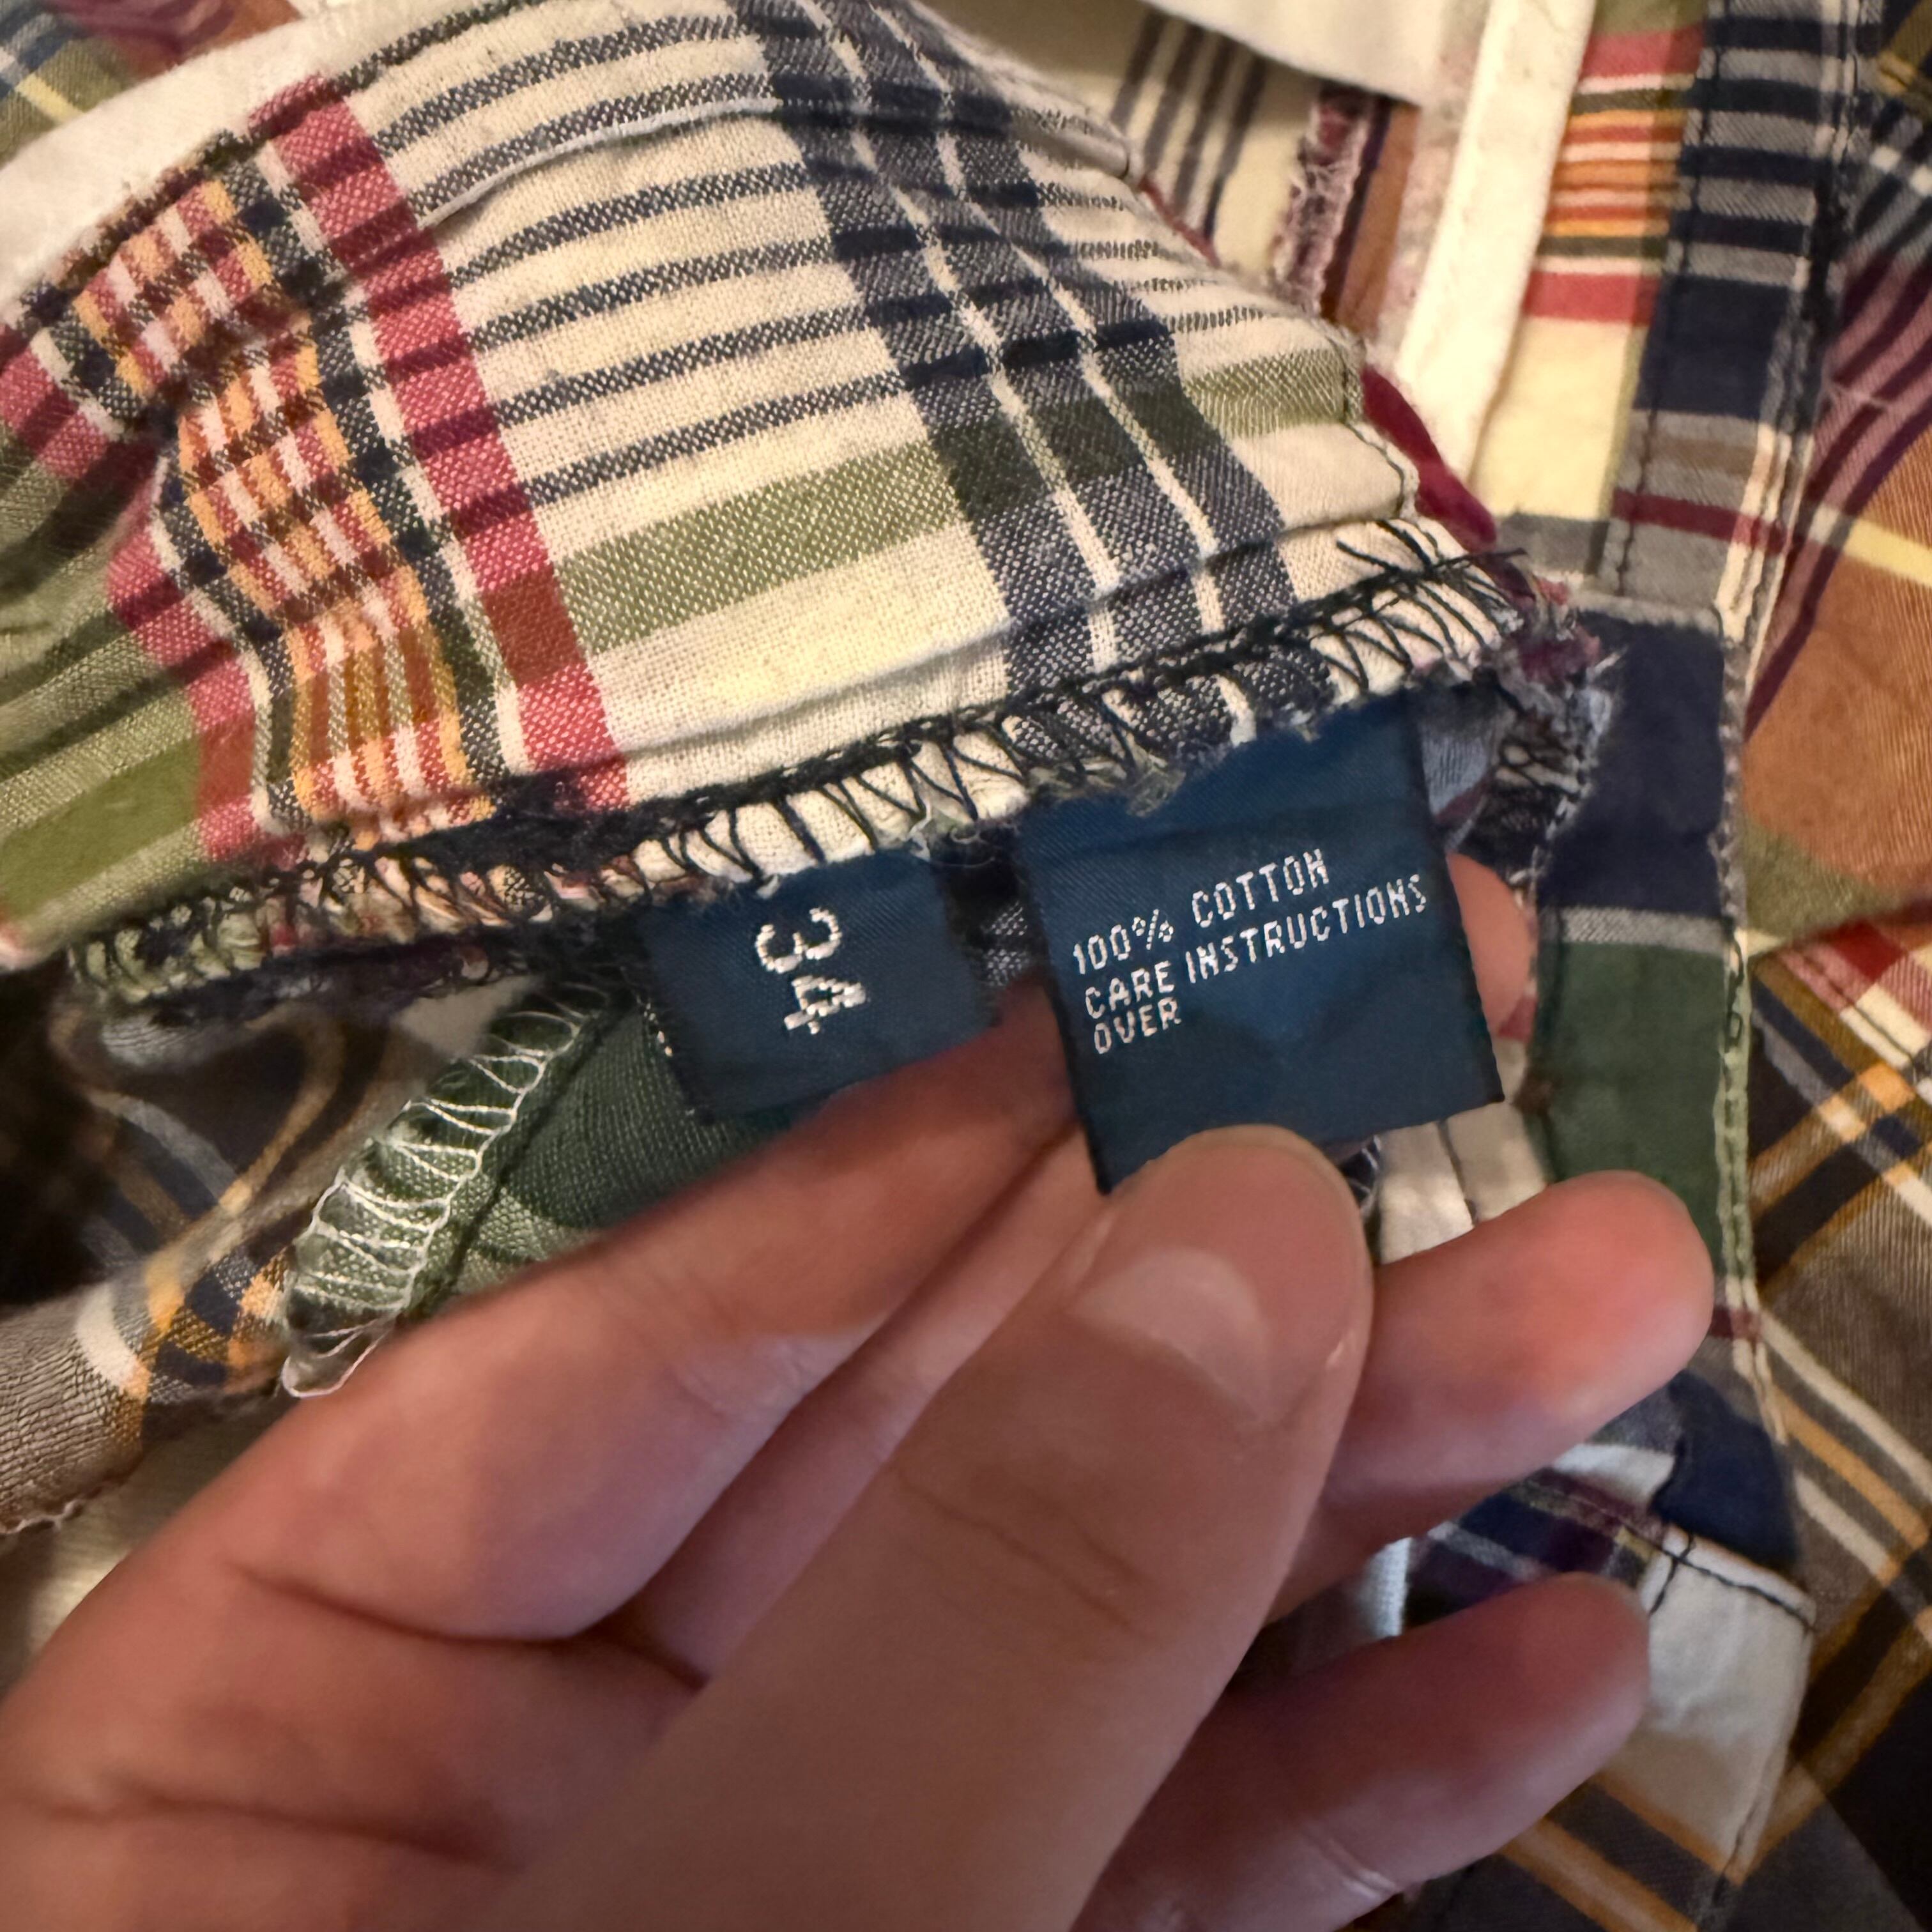 34
100% COTTON
CARE INSTRUCTIONS
OVER